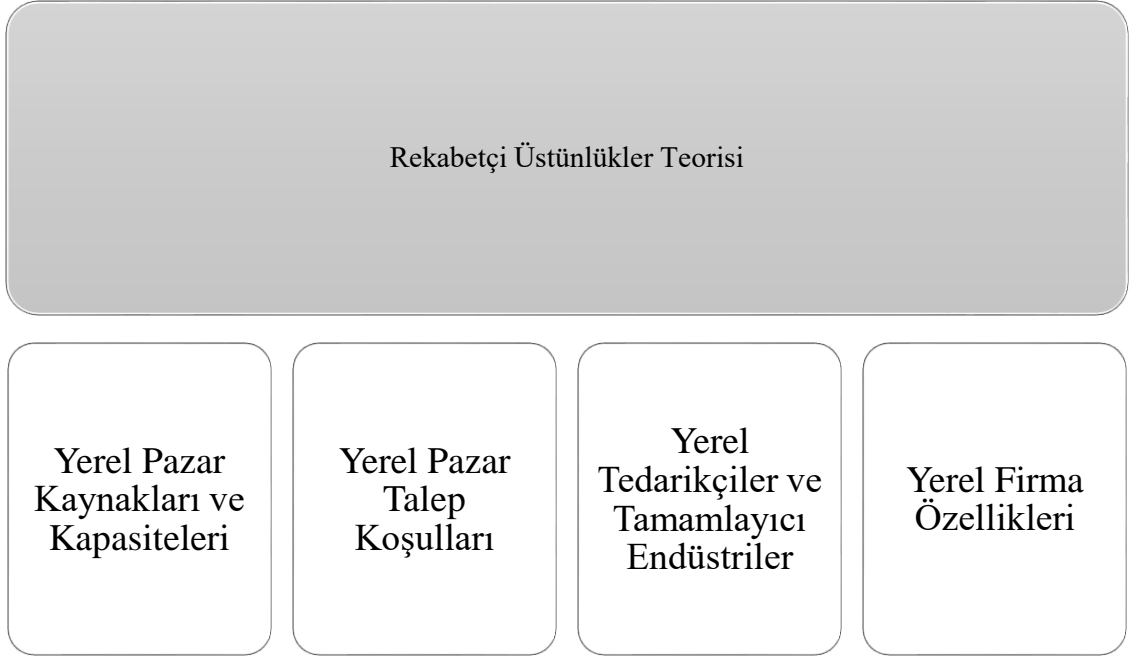 Rekabetçi Üstünlükler Teorisi
Yerel Pazar
Kaynakları ve
Kapasiteleri
Yerel Pazar
Talep
Koşulları
Yerel
Tedarikçiler ve
Tamamlayıcı
Endüstriler
Yerel Firma
Özellikleri